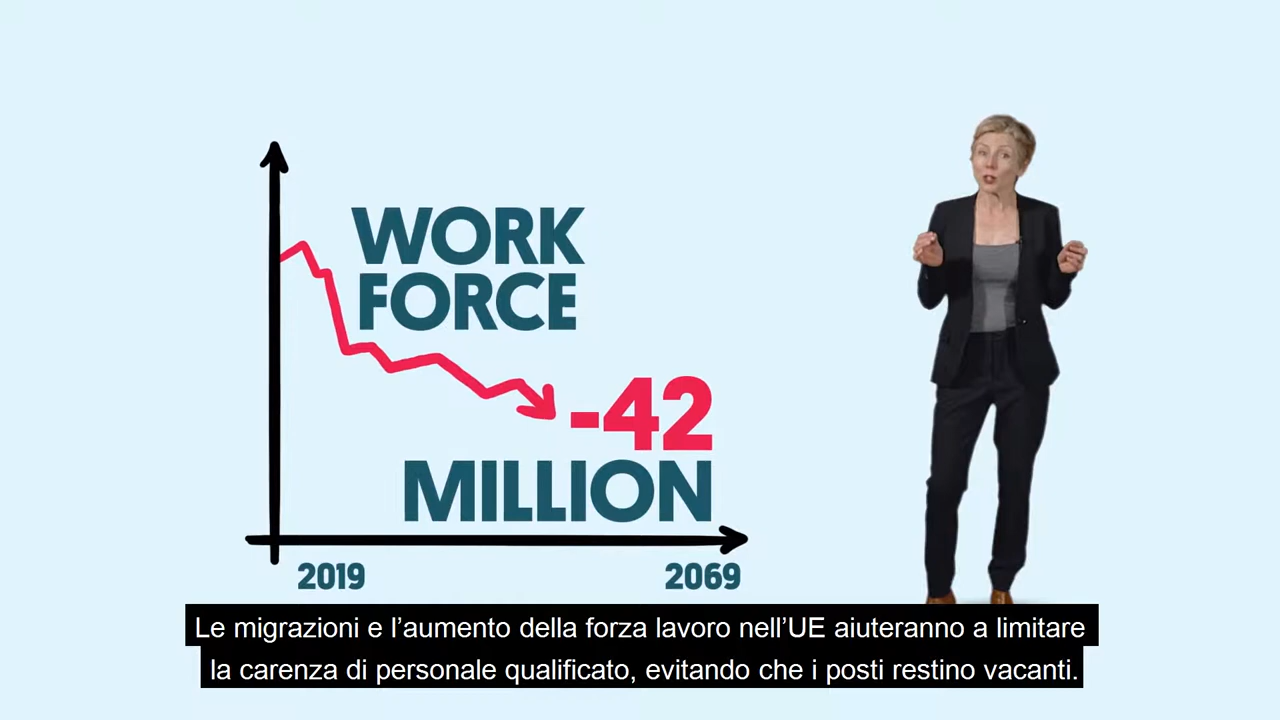 WORK
FORCE
-42
MILLION
2019
2069
Le migrazioni e l’aumento della forza lavoro nell’UE aiuteranno a limitare
la carenza di personale qualificato, evitando che i posti restino vacanti.